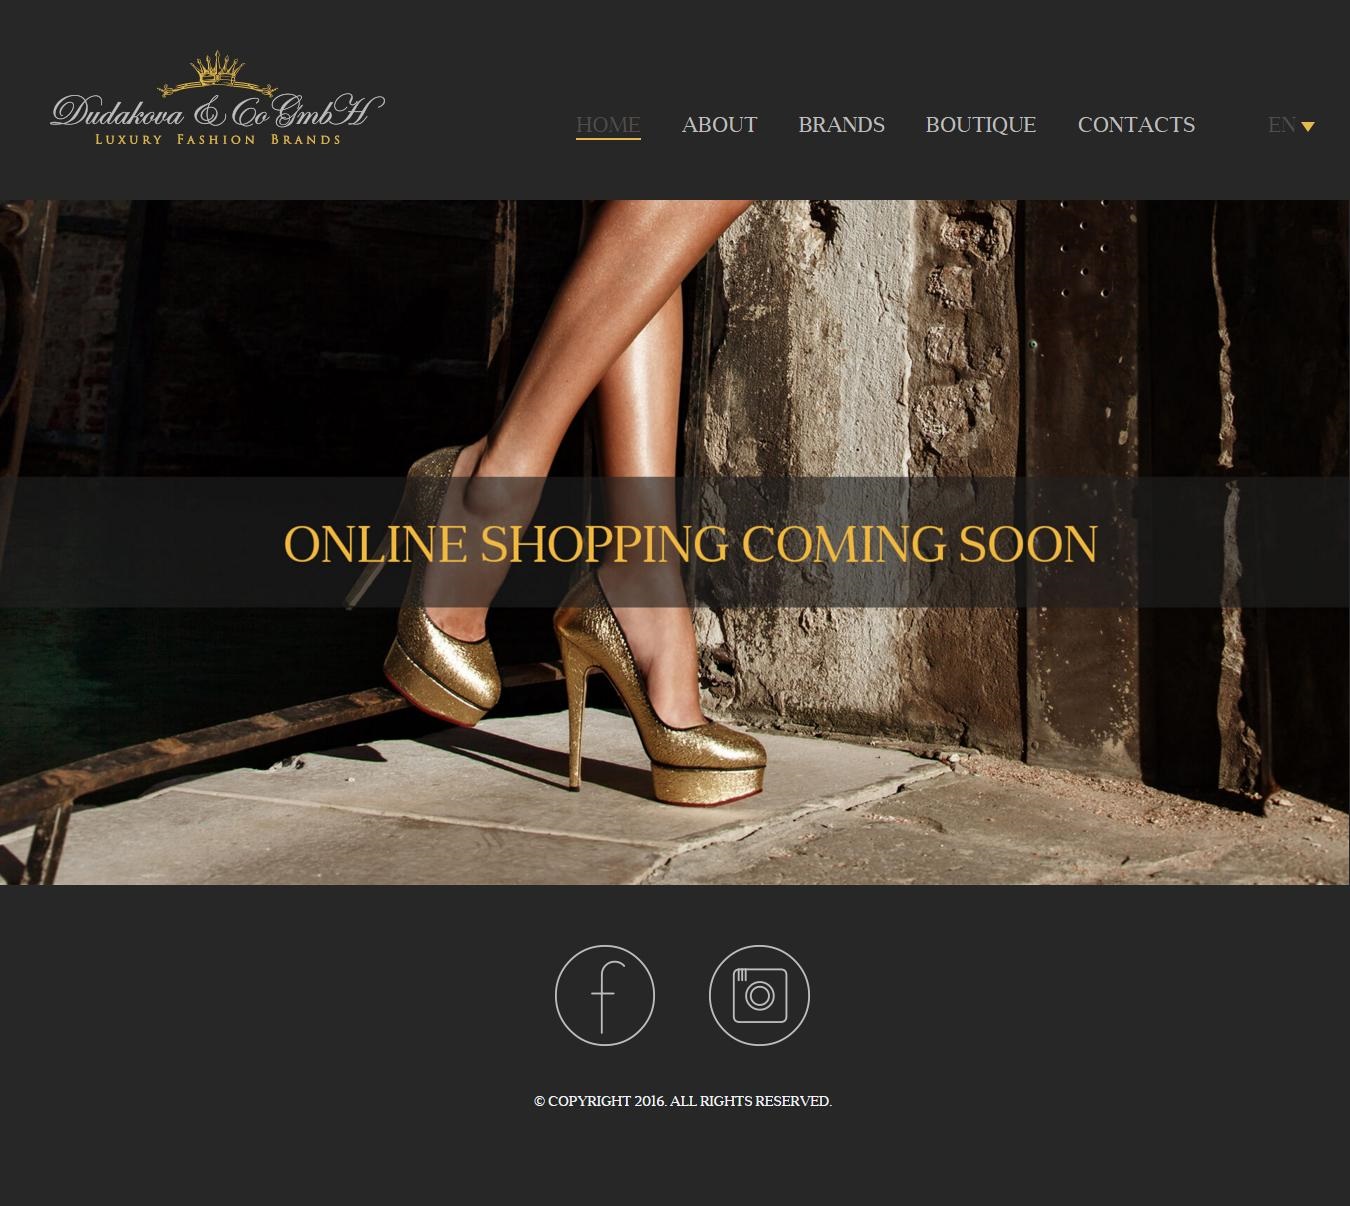 Dudakova & Co GmbH
LUXURY FASHION BRANDS
HOME ABOUT BRANDS BOUTIQUE CONTACTS EN
ONLINE SHOPPING COMING SOON
© COPYRIGHT 2016. ALL RIGHTS RESERVED.